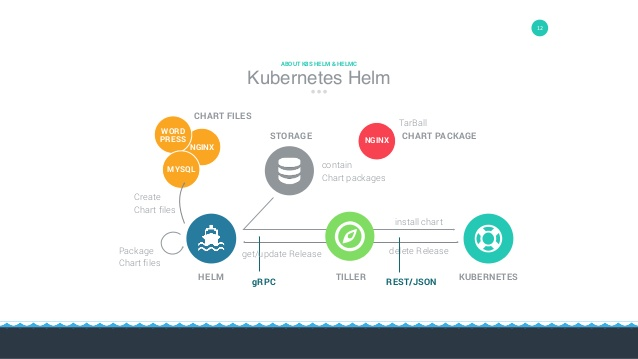 12
ABOUT K8S HELM & HELMC
Kubernetes Helm
CHART FILES
WORD
PRESS
NGINX
MYSQL
STORAGE
TarBall
CHART PACKAGE
NGINX
contain
Chart packages
Create
Chart files
install chart
Package
Chart files
get/update Release
delete Release
HELM
gRPC
TILLER
REST/JSON
KUBERNETES